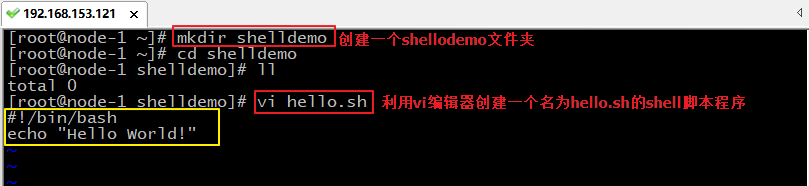 192.168.153.121
[root@node-1 ~]# mkdir shelldemo 创建一个shellodemo文件夹
[root@node-1 ~]# cd shelldemo
[root@node-1 shelldemo]# ll
total 0
[root@node-1 shelldemo]# vi hello.sh 利用vi编辑器创建一个名为hello.sh的shell脚本程序
#!/bin/bash
echo "Hello World!"
~
~
~